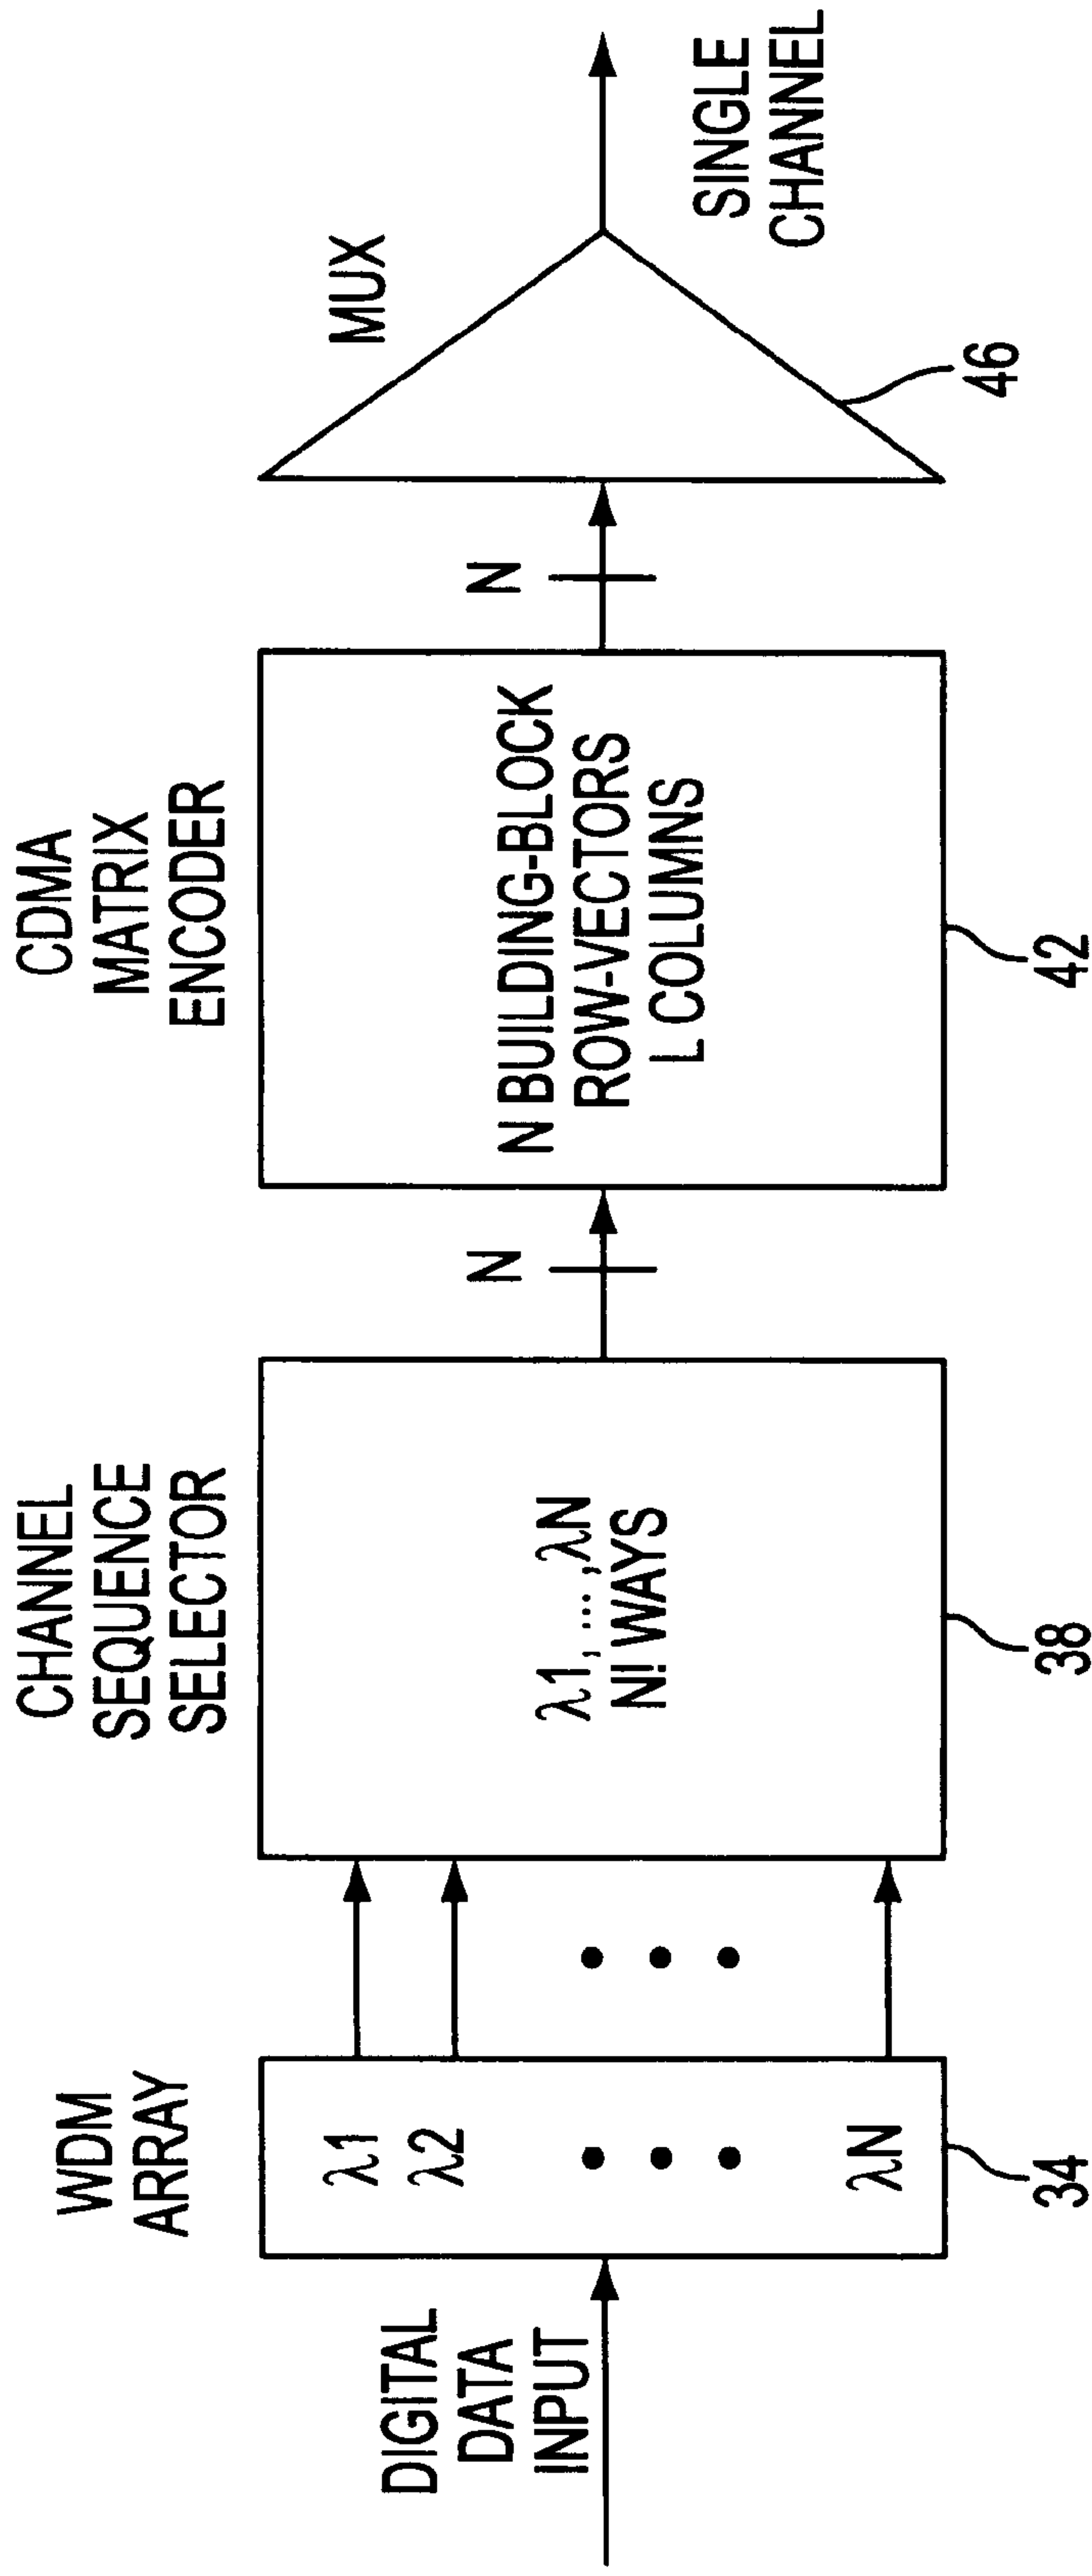 DIGITAL
DATA
INPUT
WDM
ARRAY
λ1
λ2
λN
34
CHANNEL
SEQUENCE
SELECTOR
λ1, ... ,λN
N! WAYS
38
N
CDMA
MATRIX
ENCODER
N BUILDING-BLOCK
ROW-VECTORS
L COLUMNS
42
N
MUX
46
SINGLE
CHANNEL